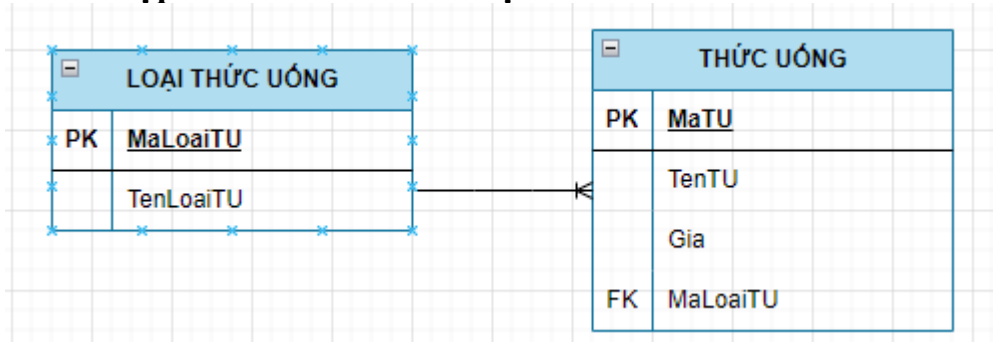 LOẠI THỨC UỐNG
PK MaLoaiTU
TenLoaiTU
THỨC UỐNG
PK MaTU
TenTU
Gia
FK MaLoaiTU